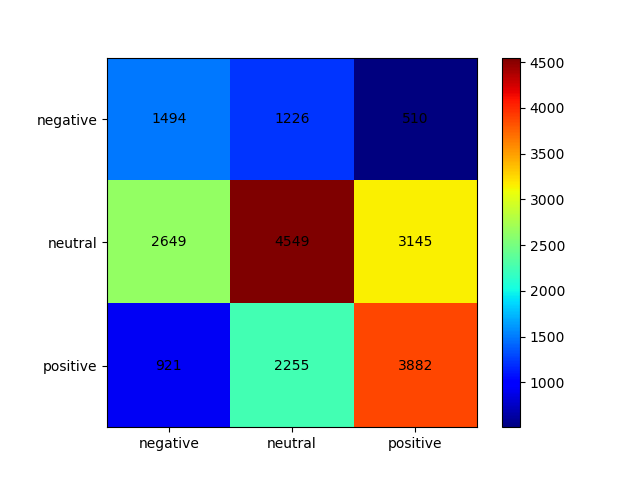 negative 1494 1226 510
neutral 2649 4549 3145
positive 921 2255 3882
negative neutral positive
4500
4000
3500
3000
2500
2000
1500
1000